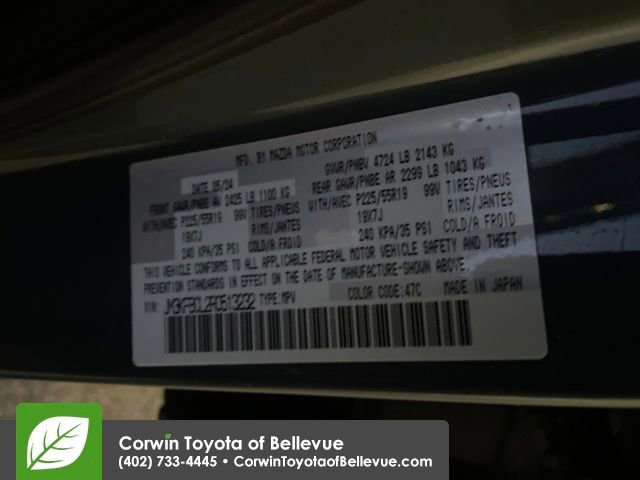 MFD. BY MAZDA MOTOR CORPORATION
DATE 05/24
GVWR/PNBV 4724 LB 2143 KG
FRONT GAWR/PNBE AV 2425 LB 1100 KG
REAR GAWR/PNBE AR 2299 LB 1043 KG
WITH/AVEC P225/55R19 99V TIRES/PNEUS
WITH/AVEC P225/55R19 99V TIRES/PNEUS
19X7J RIMS/JANTES
19X7J RIMS/JANTES
240 KPA/35 PSI COLD/A FROID
240 KPA/35 PSI COLD/A FROID
THIS VEHICLE CONFORMS TO ALL APPLICABLE FEDERAL MOTOR VEHICLE SAFETY AND THEFT
PREVENTION STANDARDS IN EFFECT ON THE DATE OF MANUFACTURE-SHOWN ABOVE.
VIN: JM3KFBCL2R0513232 TYPE:MPV COLOR CODE:47C MADE IN JAPAN
Corwin Toyota of Bellevue
(402) 733-4445 • CorwinToyotaofBellevue.com